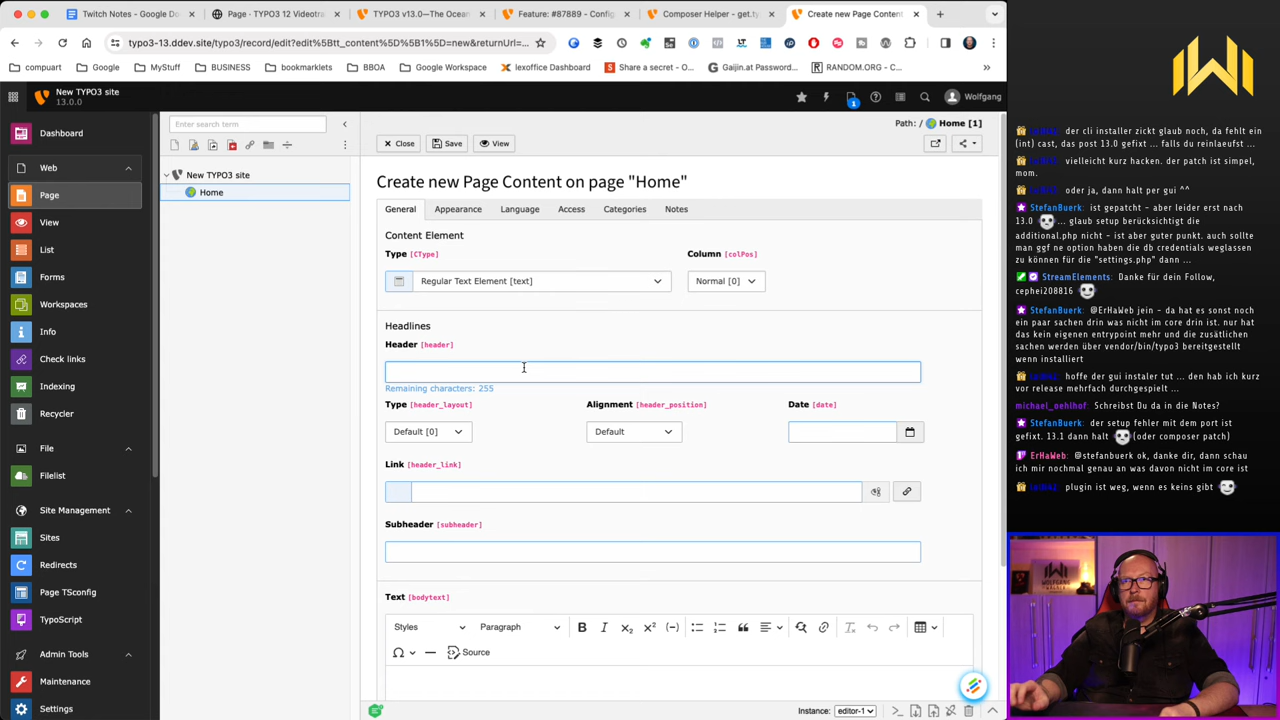 Twitch Notes - Google Do
Page · TYPO3 12 Videotra
TYPO3 v13.0—The Ocean
Feature: #87889 - Config
Composer Helper - get.ty
Create new Page Content
typo3-13.ddev.site/typo3/record/edit?edit%5Btt_content%5D%5B1%5D=new&returnUrl=...
compuart
Google
MyStuff
BUSINESS
bookmarklets
BBOA
Google Workspace
lexoffice Dashboard
Share a secret - O...
Gaijin.at Password...
RANDOM.ORG - C...
New TYPO3 site
13.0.0
1
Wolfgang
Dashboard
Web
Page
View
List
Forms
Workspaces
Info
Check links
Indexing
Recycler
File
Filelist
Site Management
Sites
Redirects
Page TSconfig
TypoScript
Admin Tools
Maintenance
Settings
Enter search term
New TYPO3 site
Home
Path: / Home [1]
Close
Save
View
Create new Page Content on page "Home"
General
Appearance
Language
Access
Categories
Notes
Content Element
Type [CType]
Column [colPos]
Regular Text Element [text]
Normal [0]
Headlines
Header [header]
Remaining characters: 255
Type [header_layout]
Alignment [header_position]
Date [date]
Default [0]
Default
Link [header_link]
Subheader [subheader]
Text [bodytext]
Styles
Paragraph
Source
Instance: editor-1
der cli installer zickt glaub noch, da fehlt ein
(int) cast, das post 13.0 gefixt ... falls du reinlaeufst ...
vielleicht kurz hacken. der patch ist simpel,
mom.
oder ja, dann halt per gui ^^
StefanBuerk: ist gepatcht - aber leider erst nach
13.0 ... glaub setup berücksichtigt die
additional.php nicht - ist aber guter punkt. auch sollte
man ggf ne option haben die db credentials weglassen
zu können für die "settings.php" dann ...
StreamElements: Danke für dein Follow,
cephei208816
StefanBuerk: @ErHaWeb jein - da hat es sonst noch
ein paar sachen drin was nicht im core drin ist. nur hat
das kein eigenen entrypoint mehr und die zusätzlichen
sachen werden über vendor/bin/typo3 bereitgestellt
wenn installiert
hoffe der gui instaler tut ... den hab ich kurz
vor release mehrfach durchgespielt ...
michael_oehlhof: Schreibst Du da in die Notes?
StefanBuerk: der setup fehler mit dem port ist
gefixt. 13.1 dann halt (oder composer patch)
ErHaWeb: @stefanbuerk ok, danke dir, dann schau
ich mir nochmal genau an was davon nicht im core ist
plugin ist weg, wenn es keins gibt